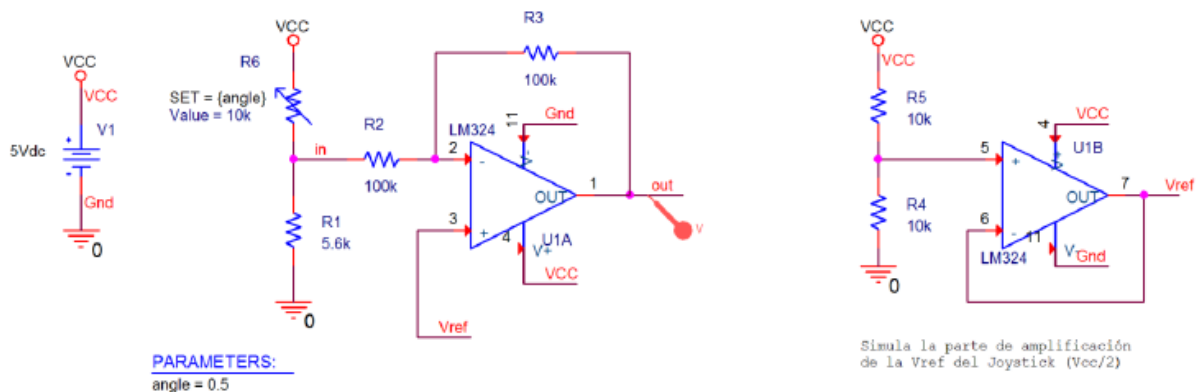 VCC
VCC
V1
5Vdc
Gnd
0
VCC
VCC
R6
SET = {angle}
Value = 10k
in
R1
5.6k
0
R2
100k
R3
100k
LM324
11
Gnd
V-
2
-
3
+
OUT
1
out
V
4
V+
U1A
VCC
Vref
PARAMETERS:
angle = 0.5
VCC
VCC
R5
10k
R4
10k
0
4
VCC
V+
U1B
5
+
6
-
OUT
7
Vref
LM324
11
V-
Gnd
Simula la parte de amplificación
de la Vref del Joystick (Vcc/2)